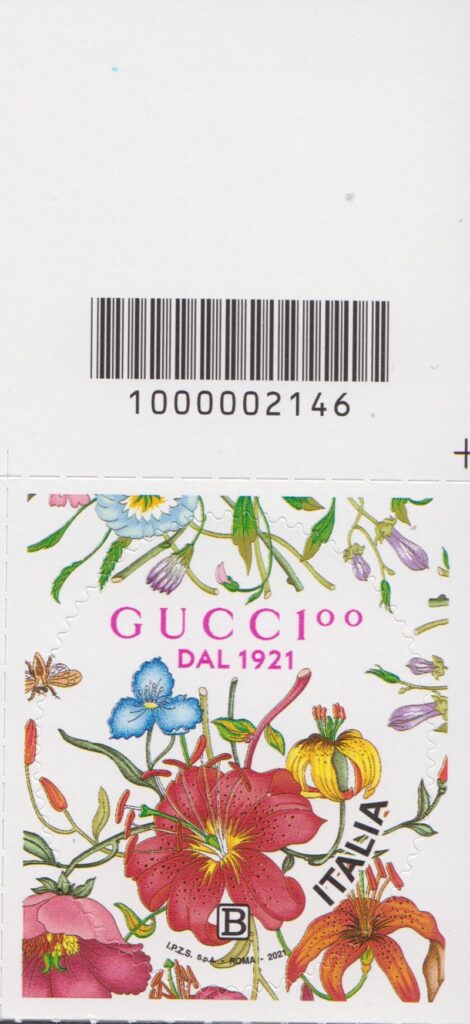 1000002146
GUCCI¹⁰⁰
DAL 1921
ITALIA
B
I.P.Z.S. S.p.A. - ROMA - 2021